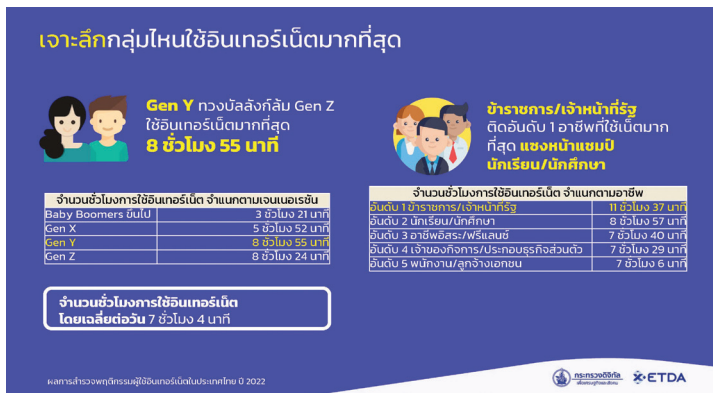 เจาะลึกกลุ่มไหนใช้อินเทอร์เน็ตมากที่สุด
Gen Y ทวงบัลลังก์ล้ม Gen Z
ใช้อินเทอร์เน็ตมากที่สุด
8 ชั่วโมง 55 นาที
จำนวนชั่วโมงการใช้อินเทอร์เน็ต จำแนกตามเจนเนอเรชัน
Baby Boomers ขึ้นไป 3 ชั่วโมง 21 นาที
Gen X 5 ชั่วโมง 52 นาที
Gen Y 8 ชั่วโมง 55 นาที
Gen Z 8 ชั่วโมง 24 นาที
จำนวนชั่วโมงการใช้อินเทอร์เน็ต
โดยเฉลี่ยต่อวัน 7 ชั่วโมง 4 นาที
ข้าราชการ/เจ้าหน้าที่รัฐ
ติดอันดับ 1 อาชีพที่ใช้เน็ตมาก
ที่สุด แซงหน้าแชมป์
นักเรียน/นักศึกษา
จำนวนชั่วโมงการใช้อินเทอร์เน็ต จำแนกตามอาชีพ
อันดับ 1 ข้าราชการ/เจ้าหน้าที่รัฐ 11 ชั่วโมง 37 นาที
อันดับ 2 นักเรียน/นักศึกษา 8 ชั่วโมง 57 นาที
อันดับ 3 อาชีพอิสระ/ฟรีแลนซ์ 7 ชั่วโมง 40 นาที
อันดับ 4 เจ้าของกิจการ/ประกอบธุรกิจส่วนตัว 7 ชั่วโมง 29 นาที
อันดับ 5 พนักงาน/ลูกจ้างเอกชน 7 ชั่วโมง 6 นาที
ผลการสำรวจพฤติกรรมผู้ใช้อินเทอร์เน็ตในประเทศไทย ปี 2022
กระทรวงดิจิทัล
เพื่อเศรษฐกิจและสังคม
ETDA